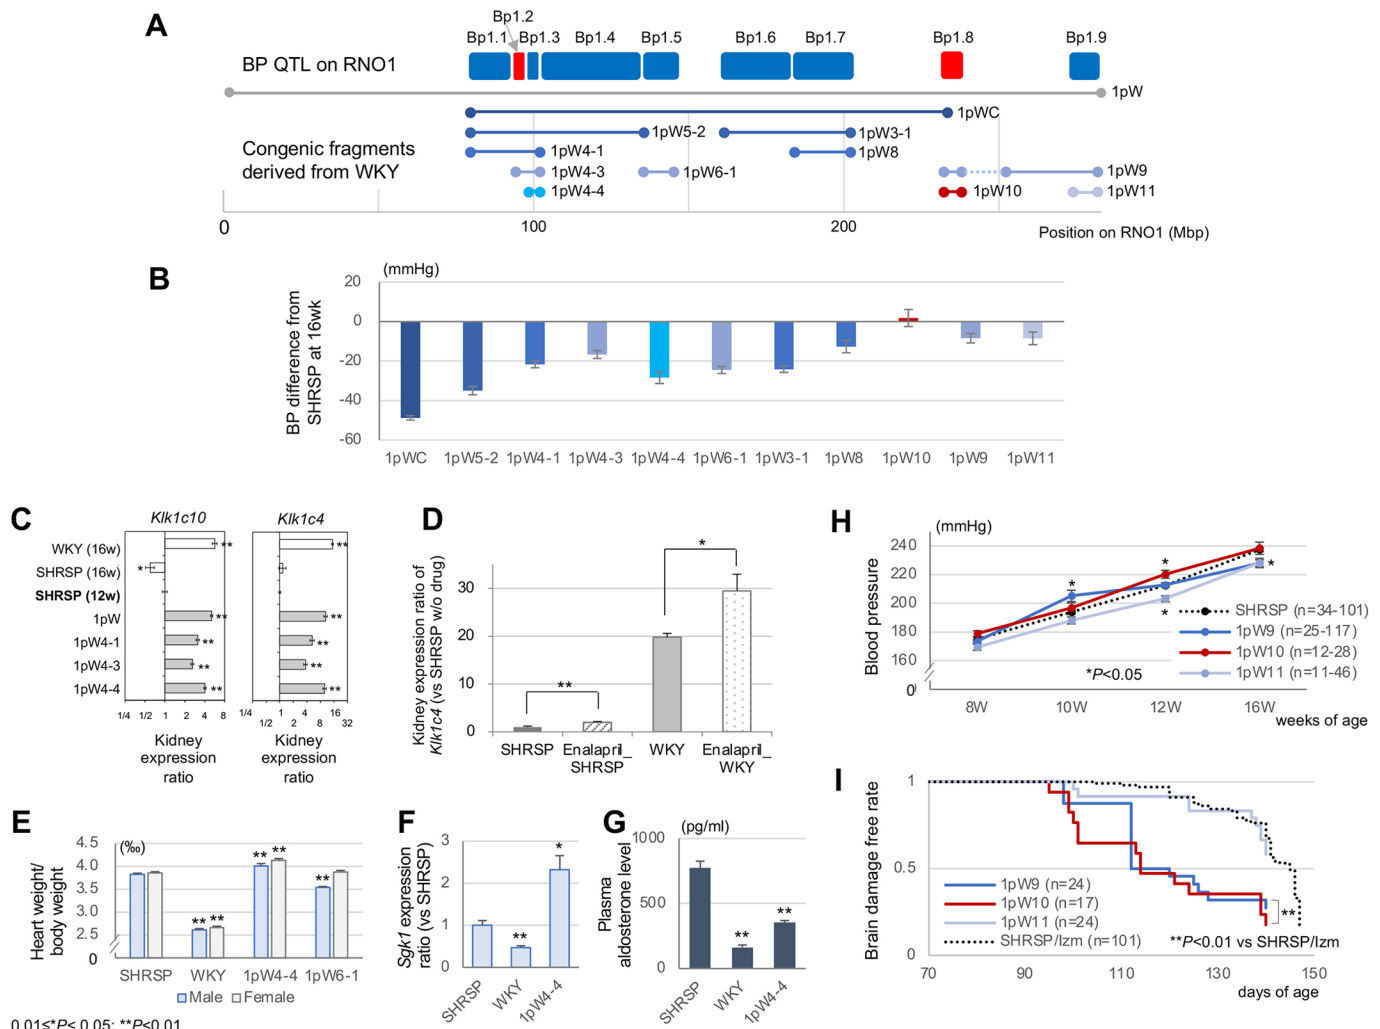 A
Bp1.2
Bp1.1 Bp1.3 Bp1.4 Bp1.5 Bp1.6 Bp1.7 Bp1.8 Bp1.9
BP QTL on RNO1
1pW
1pWC
1pW5-2 1pW3-1
Congenic fragments
derived from WKY
1pW4-1 1pW8
1pW4-3 1pW6-1 1pW9
1pW4-4 1pW10 1pW11
0 100 200 Position on RNO1 (Mbp)
B
(mmHg)
BP difference from
SHRSP at 16wk
20
0
-20
-40
-60
1pWC 1pW5-2 1pW4-1 1pW4-3 1pW4-4 1pW6-1 1pW3-1 1pW8 1pW10 1pW9 1pW11
C
Klk1c10 Klk1c4
WKY (16w) ** **
SHRSP (16w) *
SHRSP (12w)
1pW ** **
1pW4-1 ** **
1pW4-3 ** **
1pW4-4 ** **
1/4 1/2 1 2 4 8 1/4 1/2 1 2 4 8 16 32
Kidney
expression
ratio
Kidney
expression
ratio
D
Kidney expression ratio of
Klk1c4 (vs SHRSP w/o drug)
30
20
10
0
** *
SHRSP Enalapril_
SHRSP WKY Enalapril_
WKY
E
Heart weight/
body weight
(‰)
4.5
4.0
3.5
3.0
2.5
0
** ** ** ** **
SHRSP WKY 1pW4-4 1pW6-1
Male Female
0.01≤*P< 0.05; **P<0.01
F
Sgk1 expression
ratio (vs SHRSP)
3
2
1
0
** *
SHRSP WKY 1pW4-4
G
(pg/ml)
Plasma
aldosterone level
1000
500
0
** **
SHRSP WKY 1pW4-4
H
(mmHg)
Blood pressure
240
220
200
180
160
0
* * * *
SHRSP (n=34-101)
1pW9 (n=25-117)
1pW10 (n=12-28)
1pW11 (n=11-46)
*P<0.05
8W 10W 12W 16W
weeks of age
I
Brain damage free rate
1
0.5
0
1pW9 (n=24)
1pW10 (n=17)
1pW11 (n=24)
SHRSP/Izm (n=101)
**
**P<0.01 vs SHRSP/Izm
70 90 110 130 150
days of age